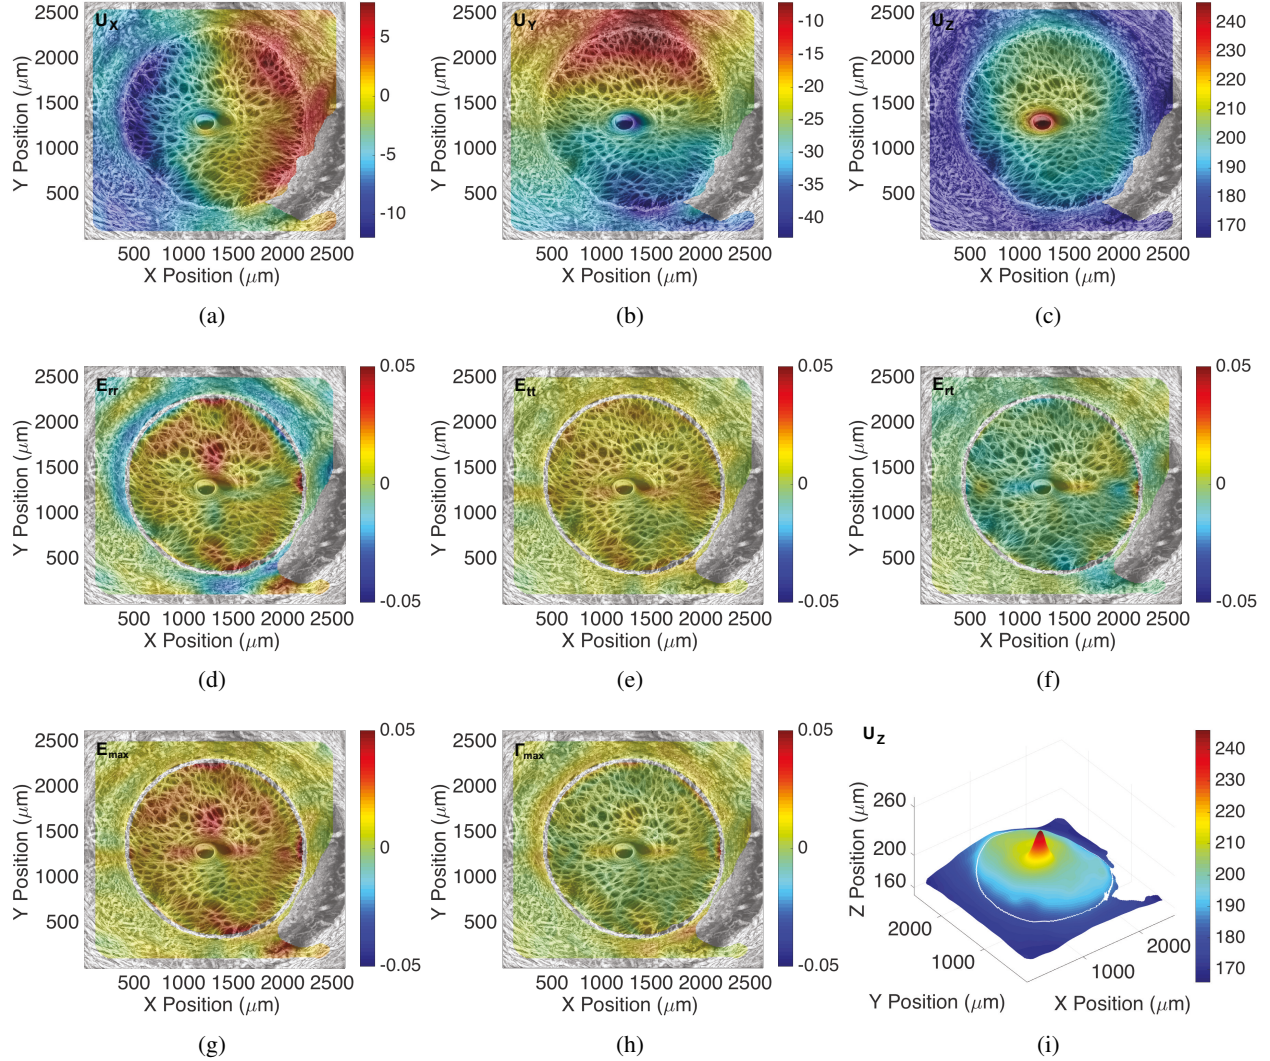 U_X
2500
2000
1500
1000
500
Y Position (μm)
500 1000 1500 2000 2500
X Position (μm)
5
0
-5
-10
(a)
U_Y
2500
2000
1500
1000
500
Y Position (μm)
500 1000 1500 2000 2500
X Position (μm)
-10
-15
-20
-25
-30
-35
-40
(b)
U_Z
2500
2000
1500
1000
500
Y Position (μm)
500 1000 1500 2000 2500
X Position (μm)
240
230
220
210
200
190
180
170
(c)
E_rr
2500
2000
1500
1000
500
Y Position (μm)
500 1000 1500 2000 2500
X Position (μm)
0.05
0
-0.05
(d)
E_tt
2500
2000
1500
1000
500
Y Position (μm)
500 1000 1500 2000 2500
X Position (μm)
0.05
0
-0.05
(e)
E_rt
2500
2000
1500
1000
500
Y Position (μm)
500 1000 1500 2000 2500
X Position (μm)
0.05
0
-0.05
(f)
E_max
2500
2000
1500
1000
500
Y Position (μm)
500 1000 1500 2000 2500
X Position (μm)
0.05
0
-0.05
(g)
Γ_max
2500
2000
1500
1000
500
Y Position (μm)
500 1000 1500 2000 2500
X Position (μm)
0.05
0
-0.05
(h)
U_Z
260
200
160
Z Position (μm)
2000
1000
Y Position (μm)
1000
2000
X Position (μm)
240
230
220
210
200
190
180
170
(i)